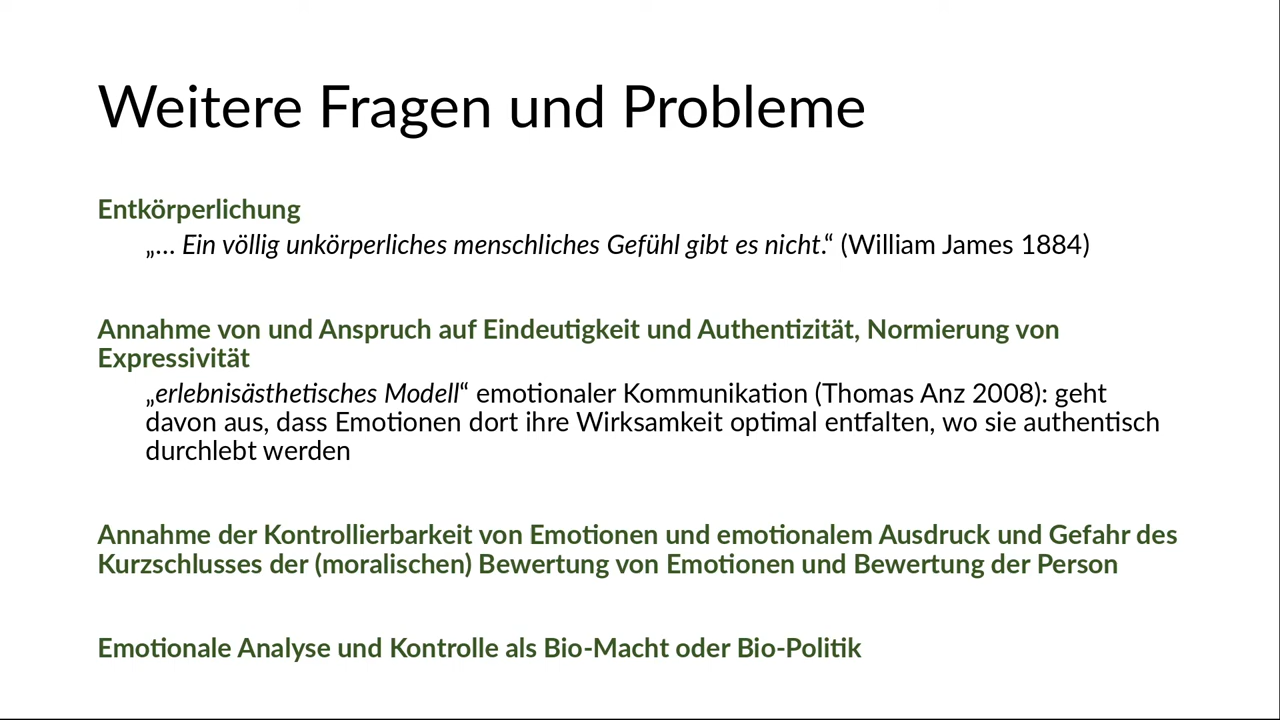 Weitere Fragen und Probleme
Entkörperlichung
„… Ein völlig unkörperliches menschliches Gefühl gibt es nicht.“ (William James 1884)
Annahme von und Anspruch auf Eindeutigkeit und Authentizität, Normierung von
Expressivität
„erlebnisästhetisches Modell“ emotionaler Kommunikation (Thomas Anz 2008): geht
davon aus, dass Emotionen dort ihre Wirksamkeit optimal entfalten, wo sie authentisch
durchlebt werden
Annahme der Kontrollierbarkeit von Emotionen und emotionalem Ausdruck und Gefahr des
Kurzschlusses der (moralischen) Bewertung von Emotionen und Bewertung der Person
Emotionale Analyse und Kontrolle als Bio-Macht oder Bio-Politik